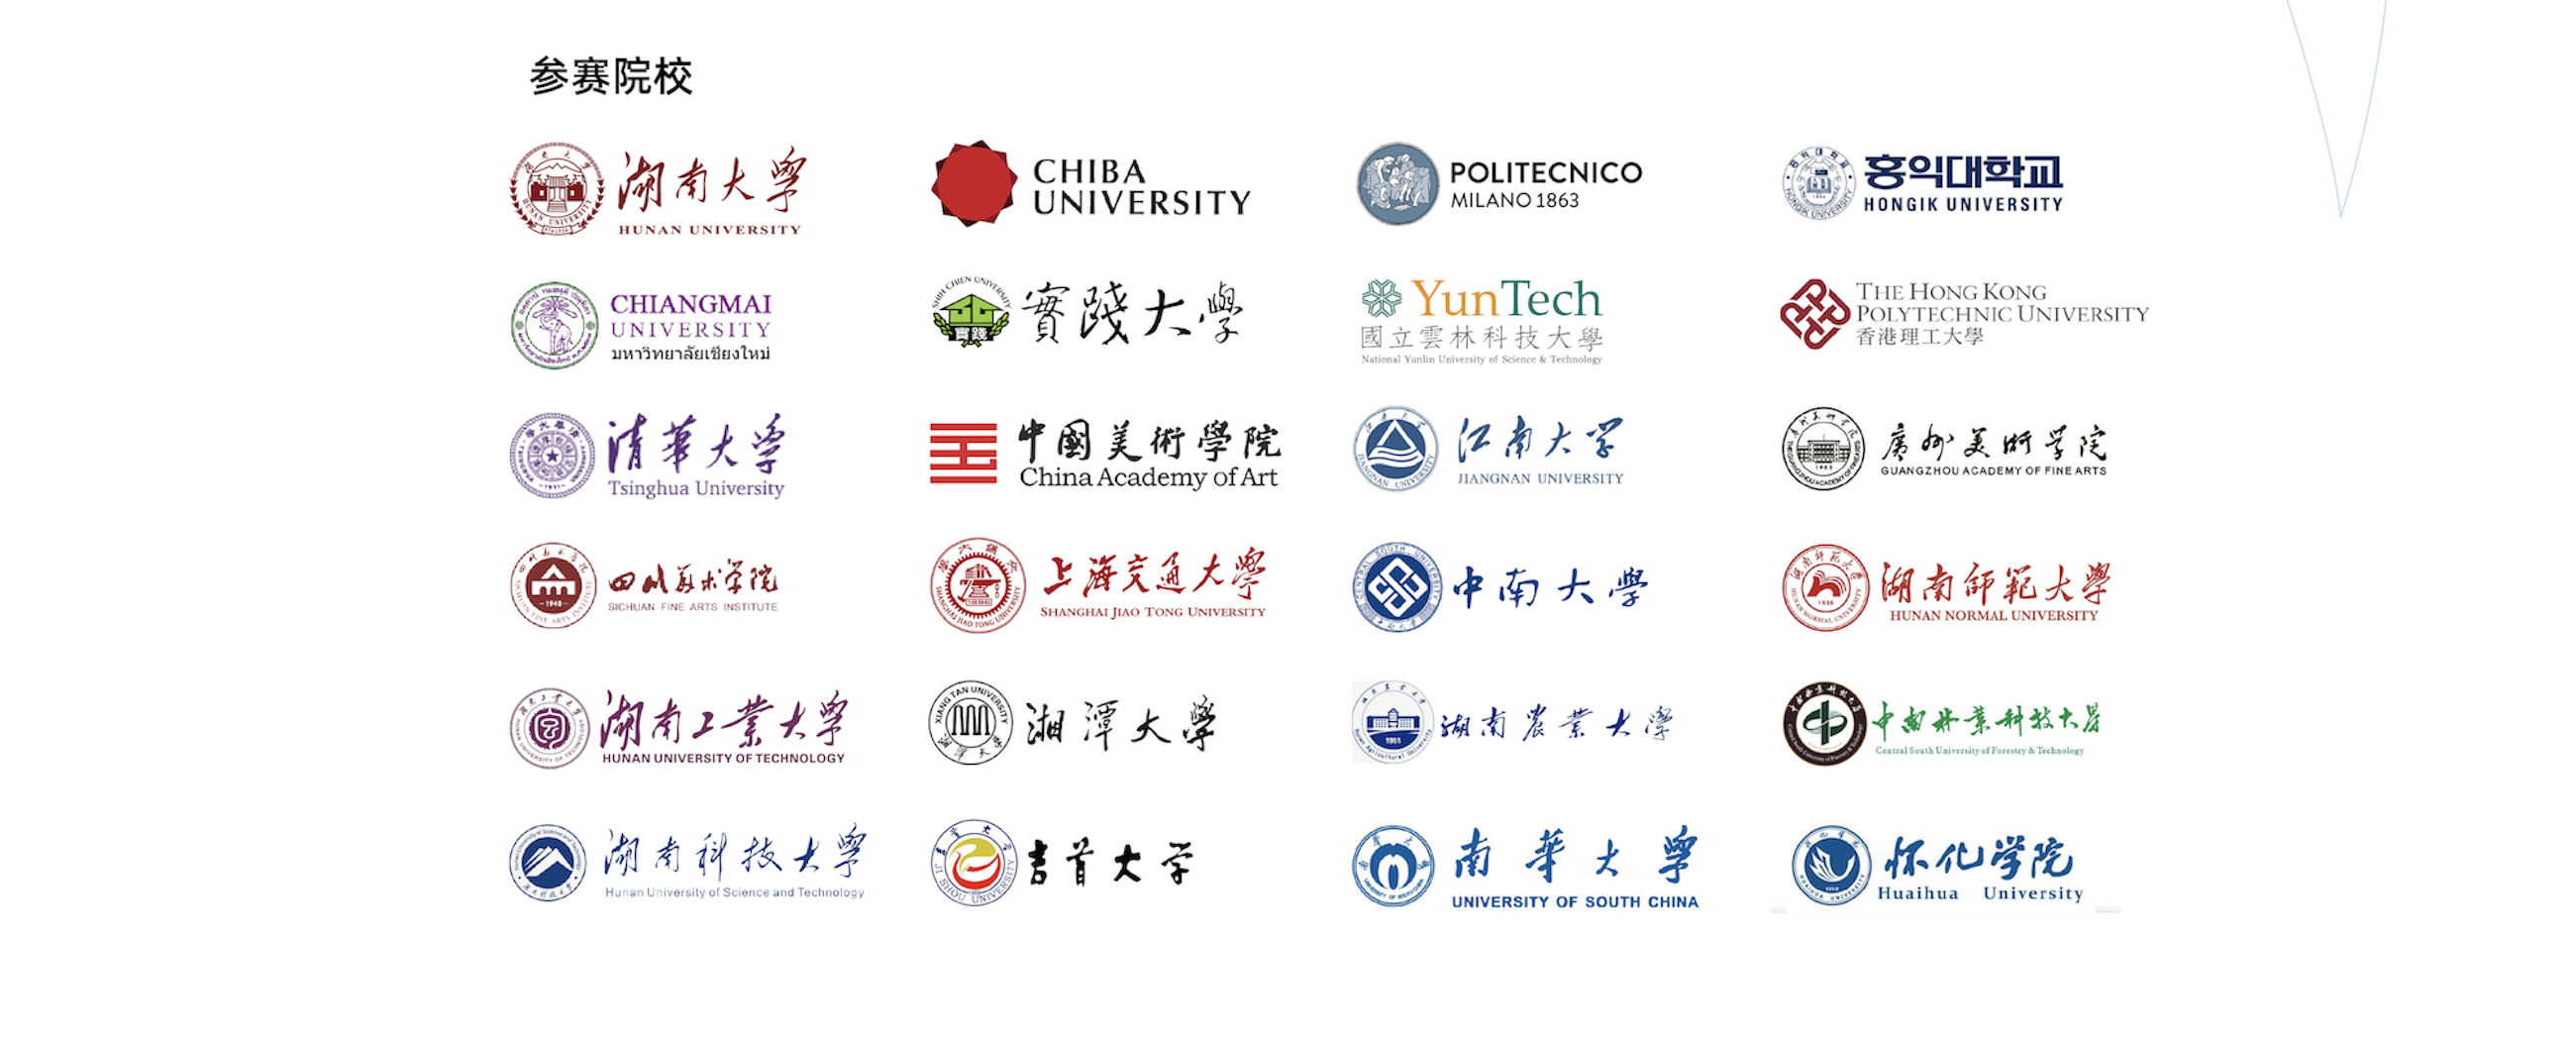 参赛院校
湖南大學
HUNAN UNIVERSITY
CHIBA
UNIVERSITY
POLITECNICO
MILANO 1863
홍익대학교
HONGIK UNIVERSITY
CHIANGMAI
UNIVERSITY
มหาวิทยาลัยเชียงใหม่
SHIH CHIEN UNIVERSITY
實踐
實踐大學
YunTech
國立雲林科技大學
National Yunlin University of Science & Technology
THE HONG KONG
POLYTECHNIC UNIVERSITY
香港理工大學
清華大学
Tsinghua University
中國美術學院
China Academy of Art
江南大学
JIANGNAN UNIVERSITY
廣州美術学院
GUANGZHOU ACADEMY OF FINE ARTS
四川美术学院
SICHUAN FINE ARTS INSTITUTE
上海交通大學
SHANGHAI JIAO TONG UNIVERSITY
中南大學
湖南師範大學
HUNAN NORMAL UNIVERSITY
湖南工業大學
HUNAN UNIVERSITY OF TECHNOLOGY
XIANG TAN UNIVERSITY
湘潭大學
湖南農業大學
中南林業科技大學
Central South University of Forestry & Technology
湖南科技大學
Hunan University of Science and Technology
JI SHOU UNIVERSITY
吉首大学
南華大學
UNIVERSITY OF SOUTH CHINA
怀化学院
Huaihua University